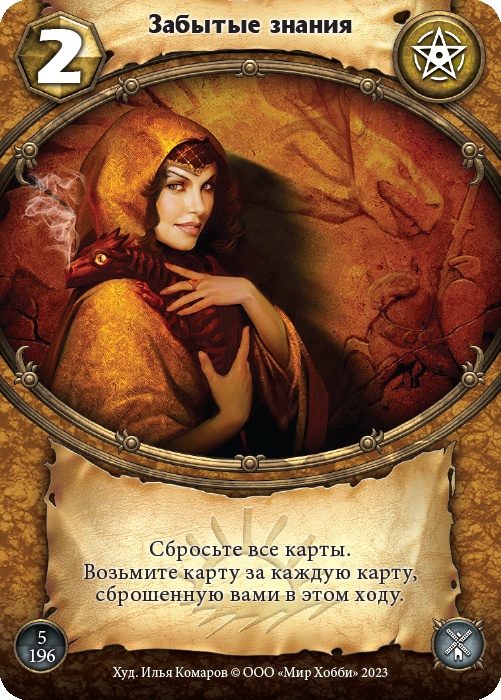 2
Забытые знания
Сбросьте все карты.
Возьмите карту за каждую карту,
сброшенную вами в этом ходу.
5
196
Худ. Илья Комаров © ООО «Мир Хобби» 2023